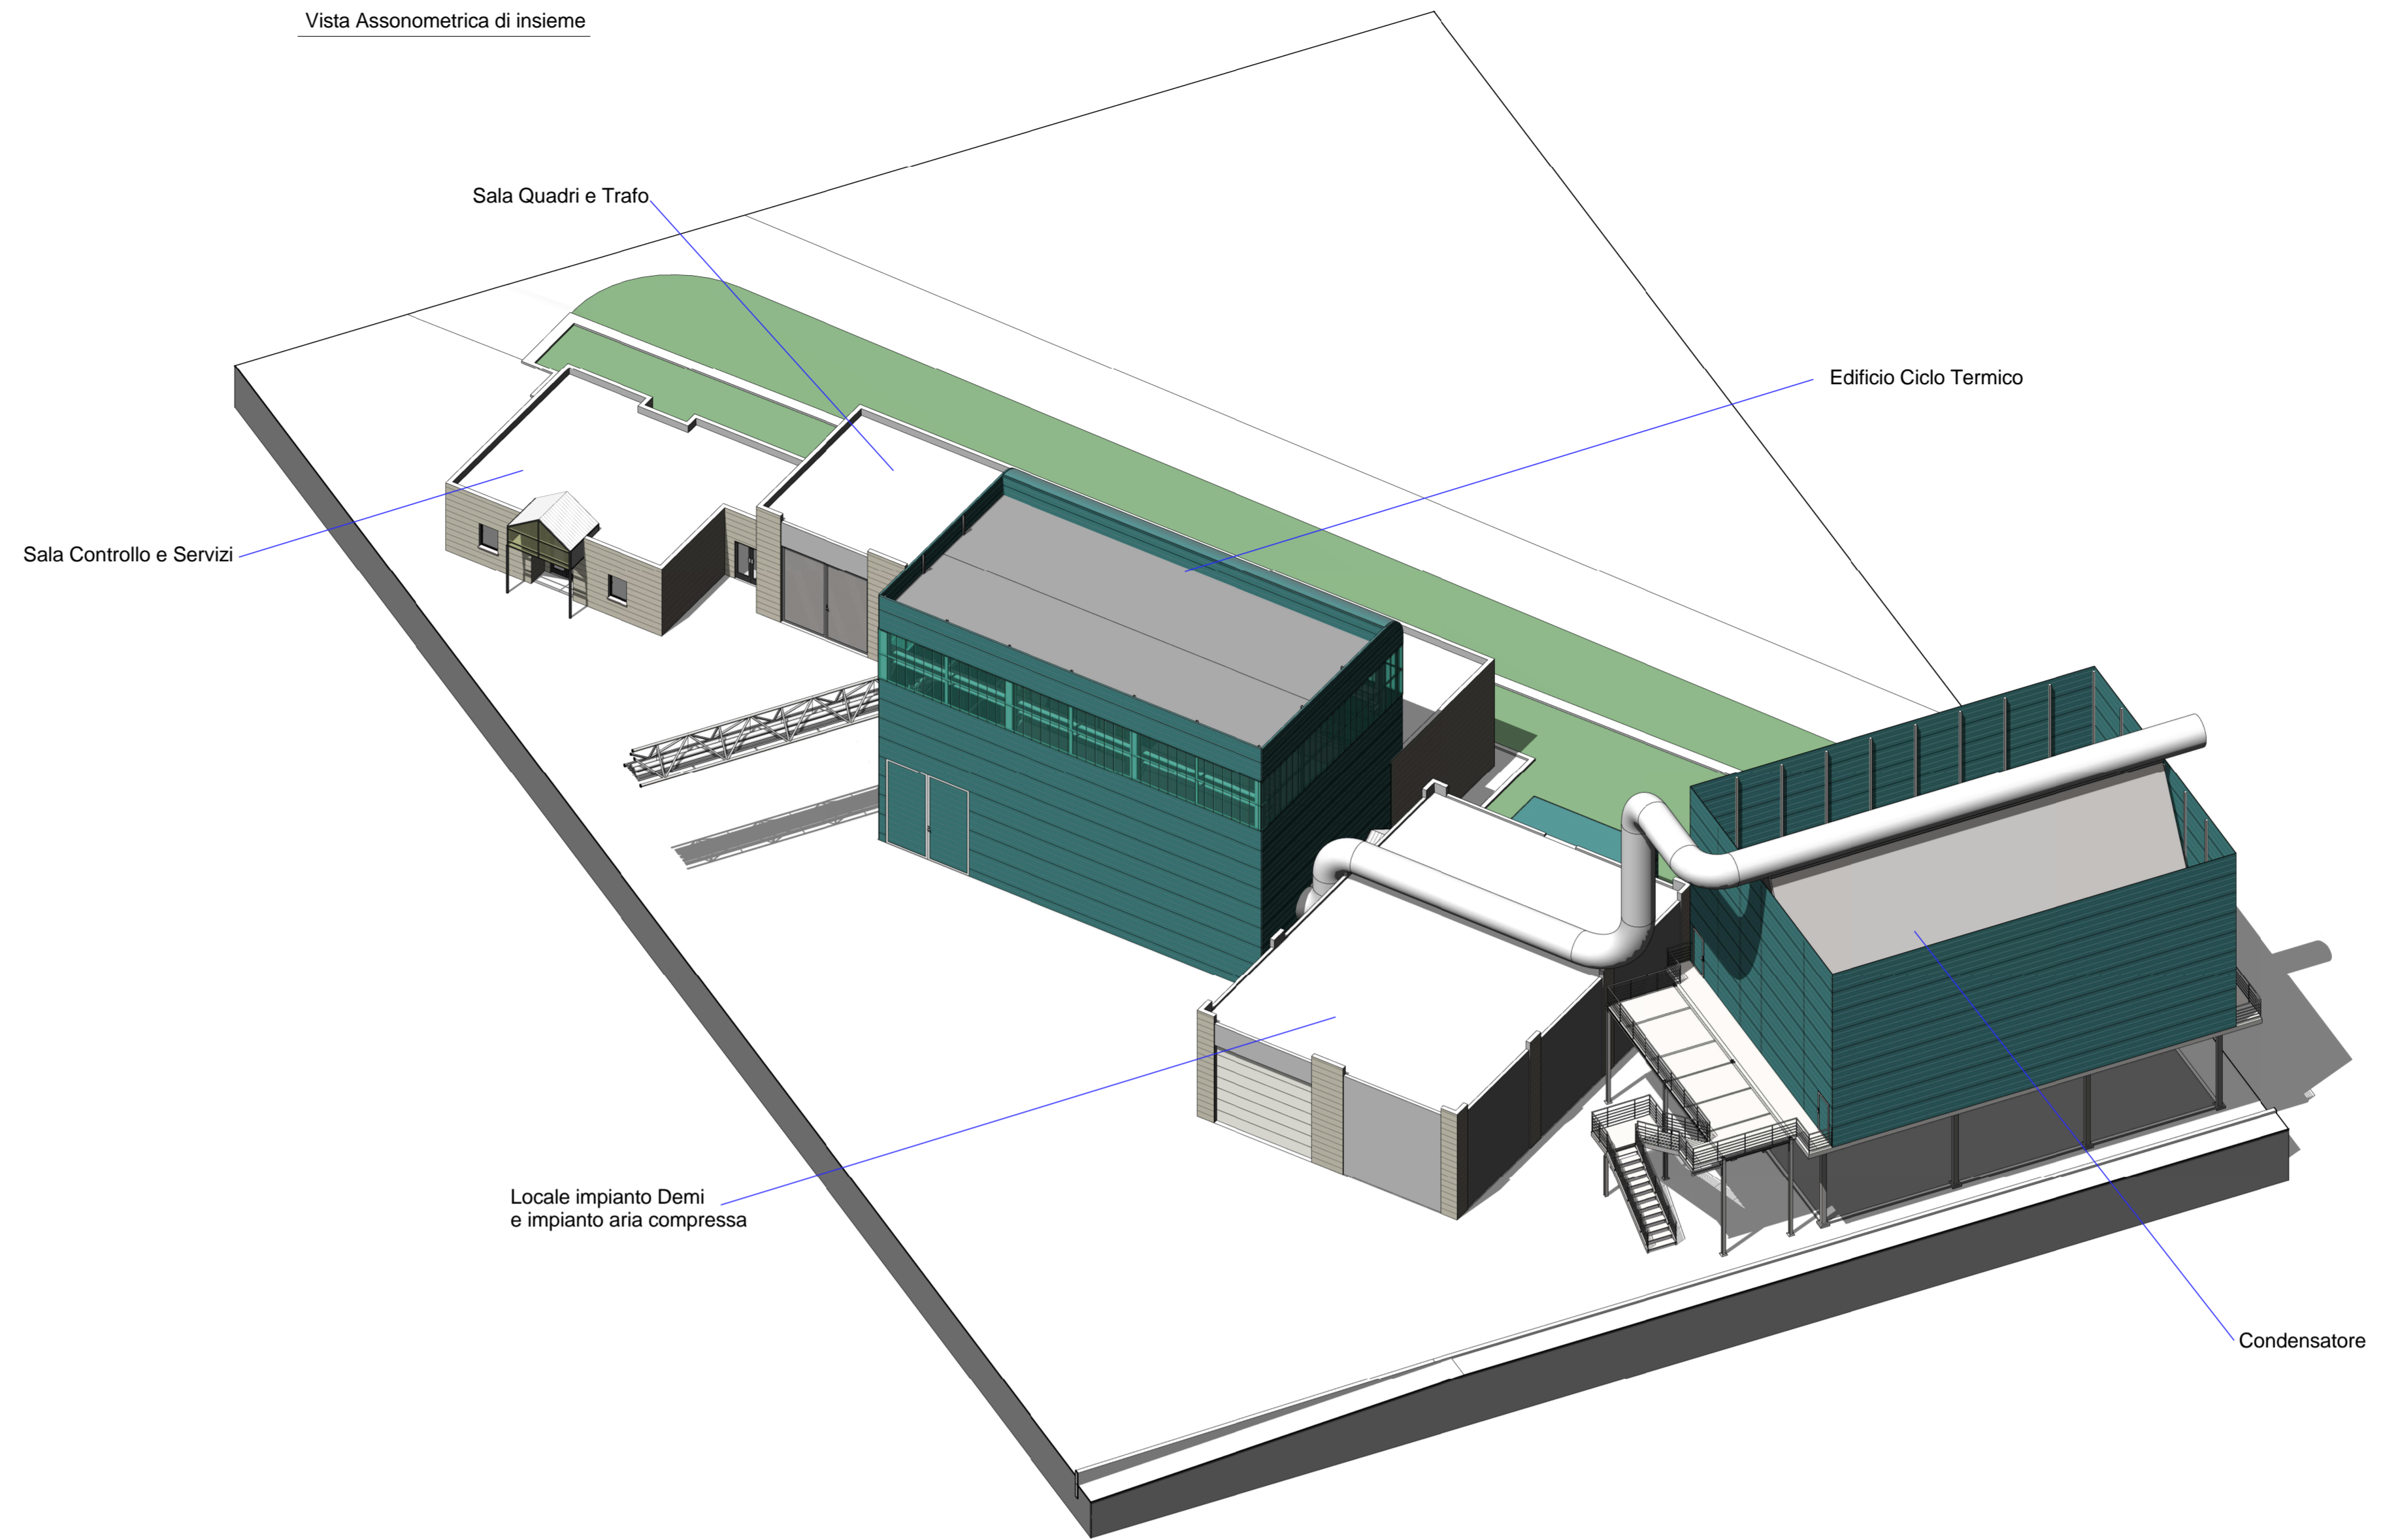 Vista Assonometrica di insieme
Sala Quadri e Trafo
Edificio Ciclo Termico
Sala Controllo e Servizi
Locale impianto Demi
e impianto aria compressa
Condensatore